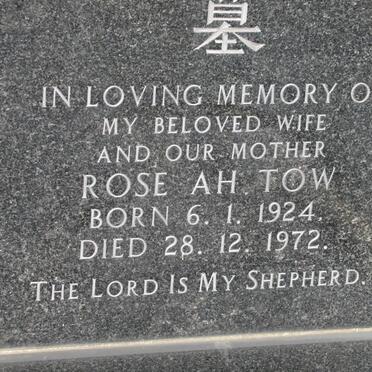 墓
IN LOVING MEMORY O
MY BELOVED WIFE
AND OUR MOTHER
ROSE AH TOW
BORN 6. 1. 1924.
DIED 28. 12. 1972.
THE LORD IS MY SHEPHERD.